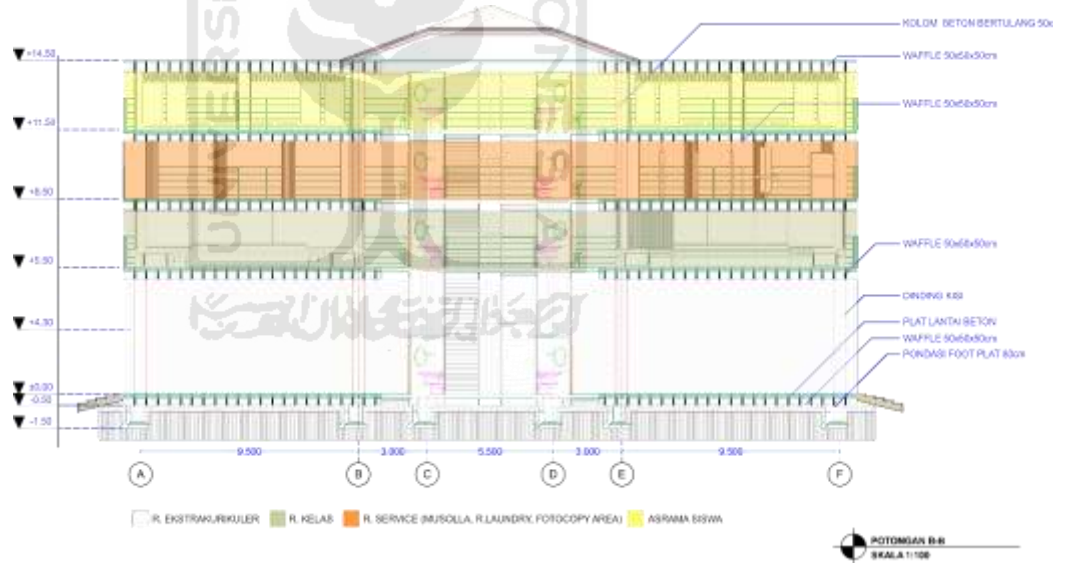 KOLOM BETON BERTULANG 50x
WAFFLE 50x50x50cm
WAFFLE 50x50x50cm
WAFFLE 50x50x50cm
DINDING KISI
PLAT LANTAI BETON
WAFFLE 50x50x50cm
PONDASI FOOT PLAT 80cm
+14.50
+11.50
+8.50
+5.50
+4.30
±0.00
-0.50
-1.50
9.500 3.000 5.500 3.000 9.500
A B C D E F
R. EKSTRAKURIKULER R. KELAS R. SERVICE (MUSOLLA, R.LAUNDRY, FOTOCOPY AREA) ASRAMA SISWA
POTONGAN B-B
SKALA 1:100